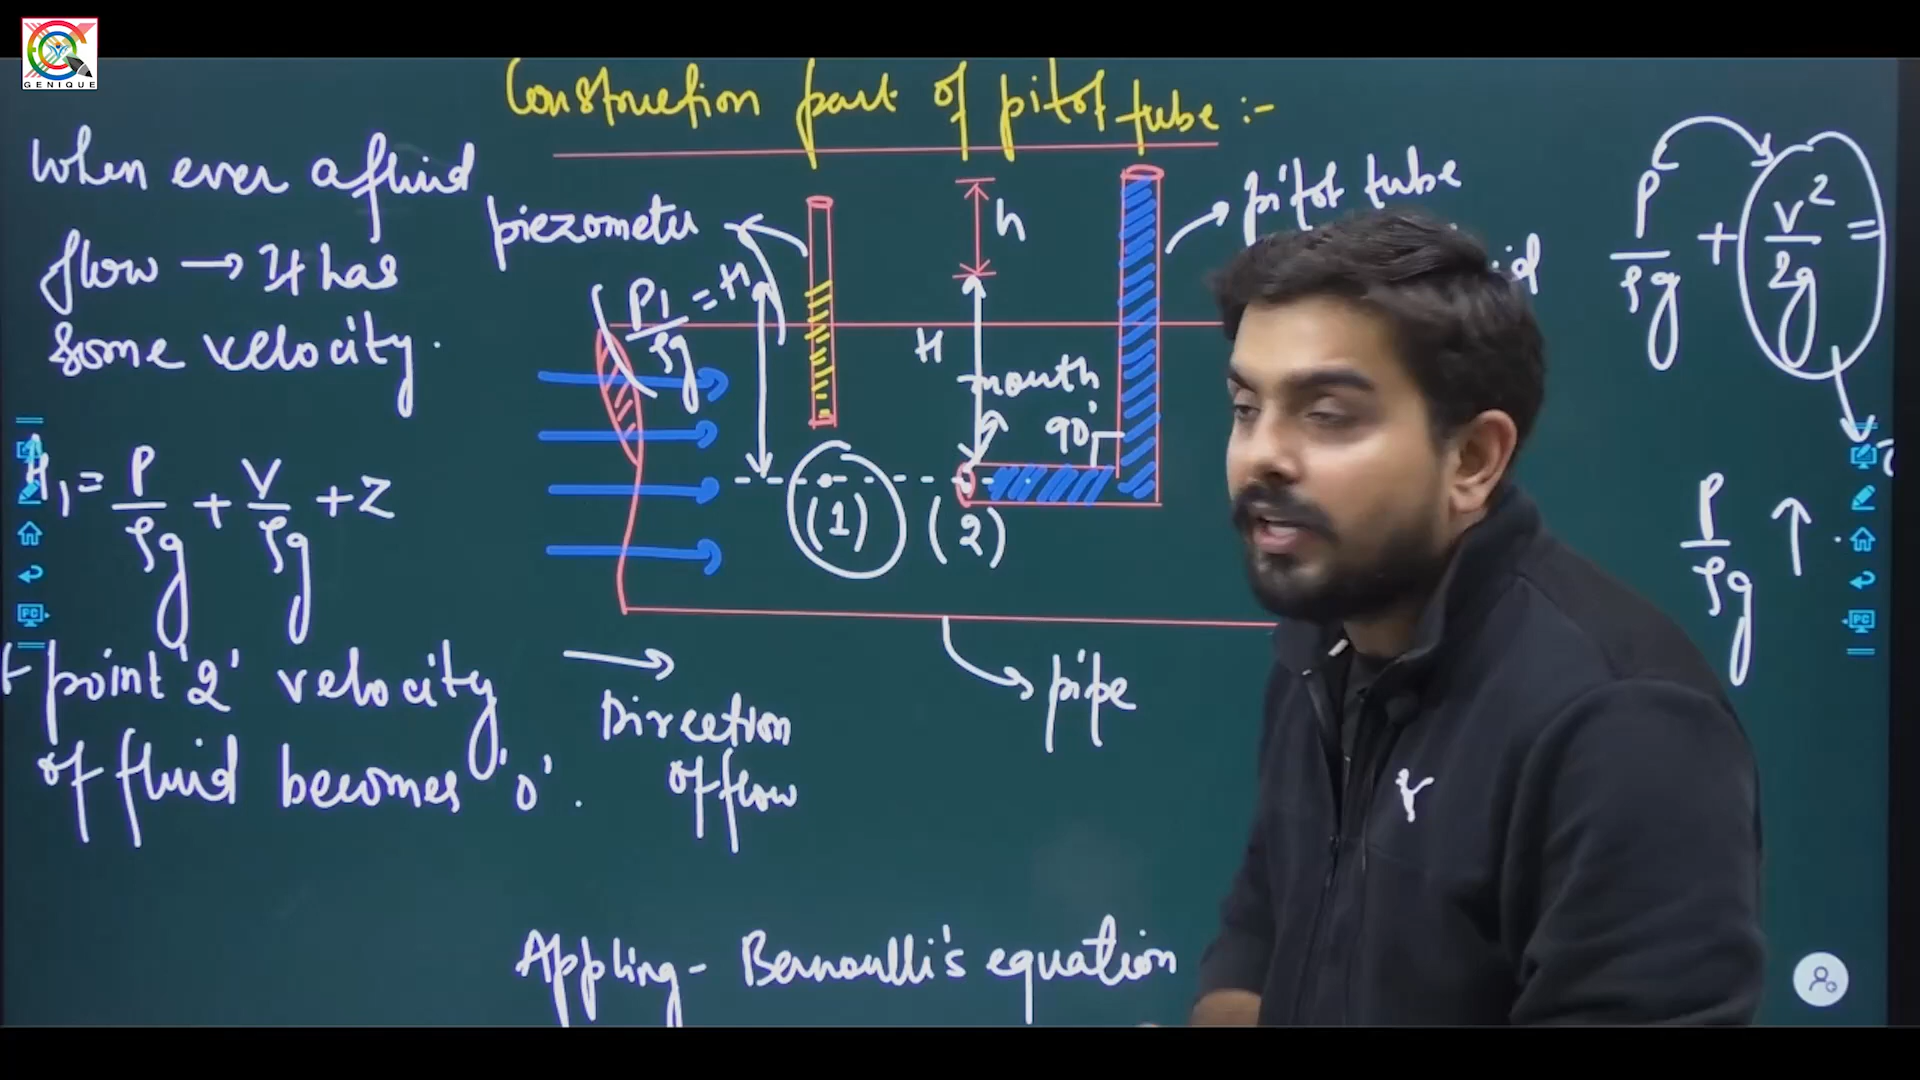 GENIQUE
Construction part of pitot tube :-
When ever a fluid
flow → It has
some velocity.
H₁ = P/ρg + V/ρg + Z
point '2' velocity
of fluid becomes '0'.
piezometer
P₁/ρg = H
h
H
mouth
90°
(1) (2)
pitot tube
Direction
of flow
pipe
Appling - Bernoulli's equation
P/ρg + V²/2g =
P/ρg ↑
PC
PC